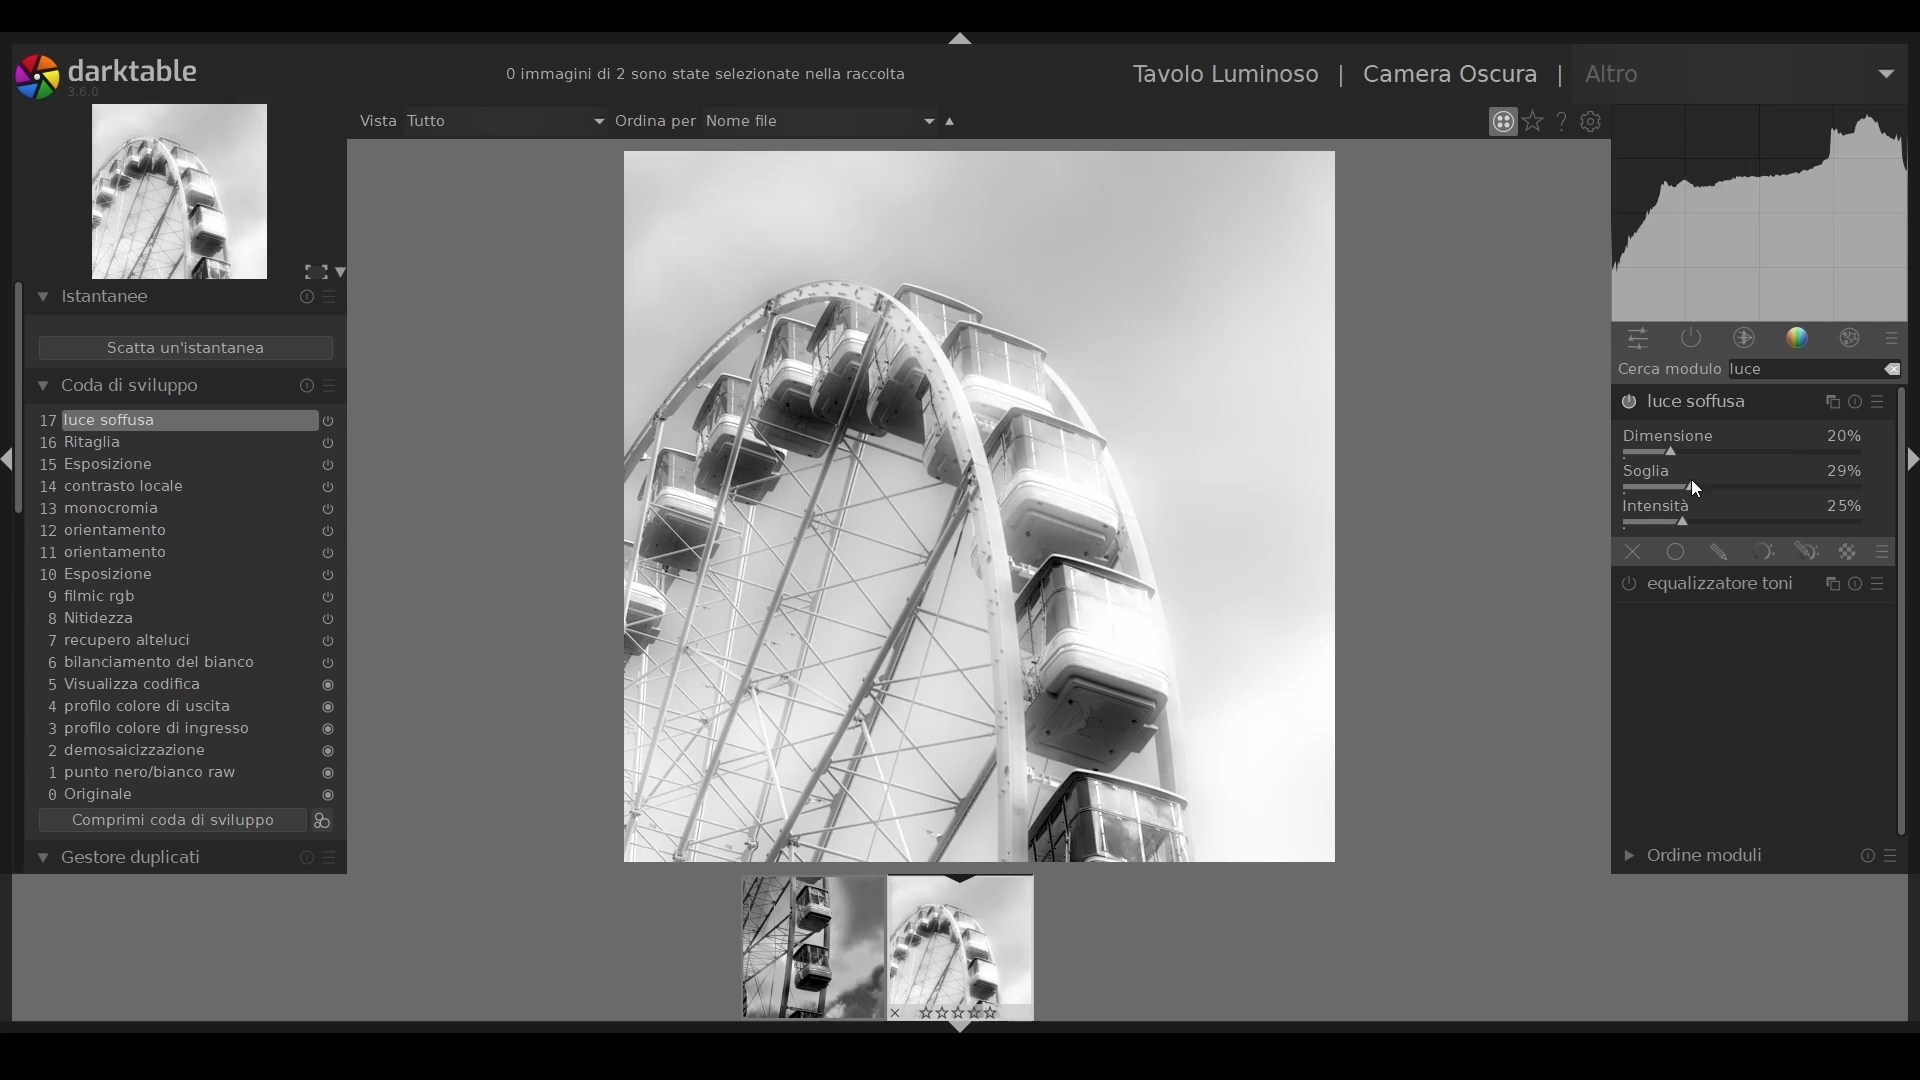 darktable
3.6.0
0 immagini di 2 sono state selezionate nella raccolta
Tavolo Luminoso | Camera Oscura | Altro
Vista Tutto Ordina per Nome file
Istantanee
Scatta un'istantanea
Coda di sviluppo
17 luce soffusa
16 Ritaglia
15 Esposizione
14 contrasto locale
13 monocromia
12 orientamento
11 orientamento
10 Esposizione
9 filmic rgb
8 Nitidezza
7 recupero alteluci
6 bilanciamento del bianco
5 Visualizza codifica
4 profilo colore di uscita
3 profilo colore di ingresso
2 demosaicizzazione
1 punto nero/bianco raw
0 Originale
Comprimi coda di sviluppo
Gestore duplicati
Cerca modulo luce
luce soffusa
Dimensione 20%
Soglia 29%
Intensità 25%
equalizzatore toni
Ordine moduli